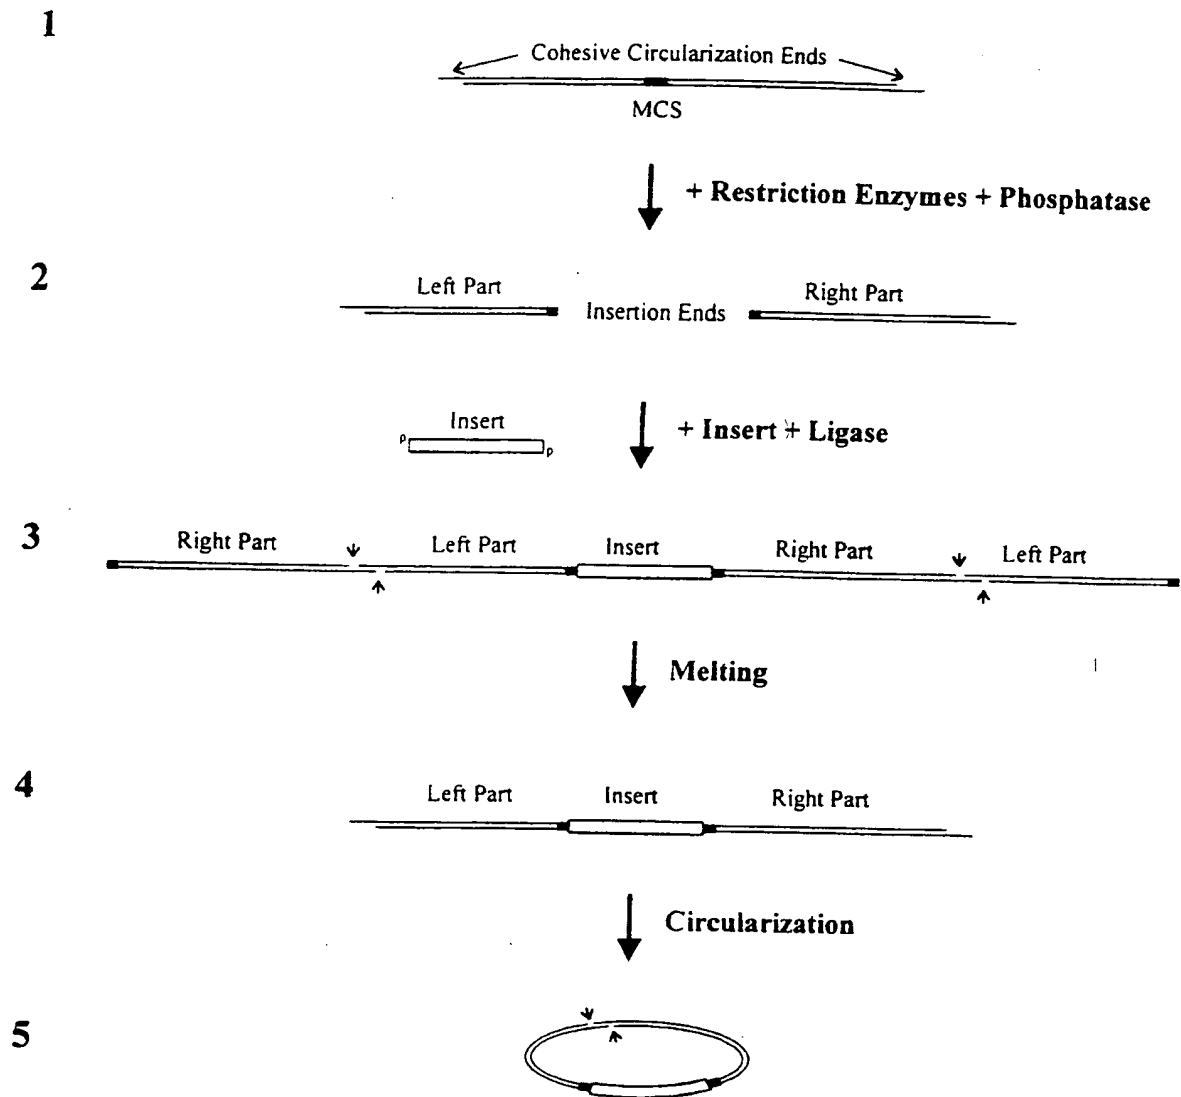 1
Cohesive Circularization Ends
MCS
+ Restriction Enzymes + Phosphatase
2
Left Part
Right Part
Insertion Ends
Insert
p
p
+ Insert + Ligase
3
Right Part
Left Part
Insert
Right Part
Left Part
Melting
4
Left Part
Insert
Right Part
Circularization
5